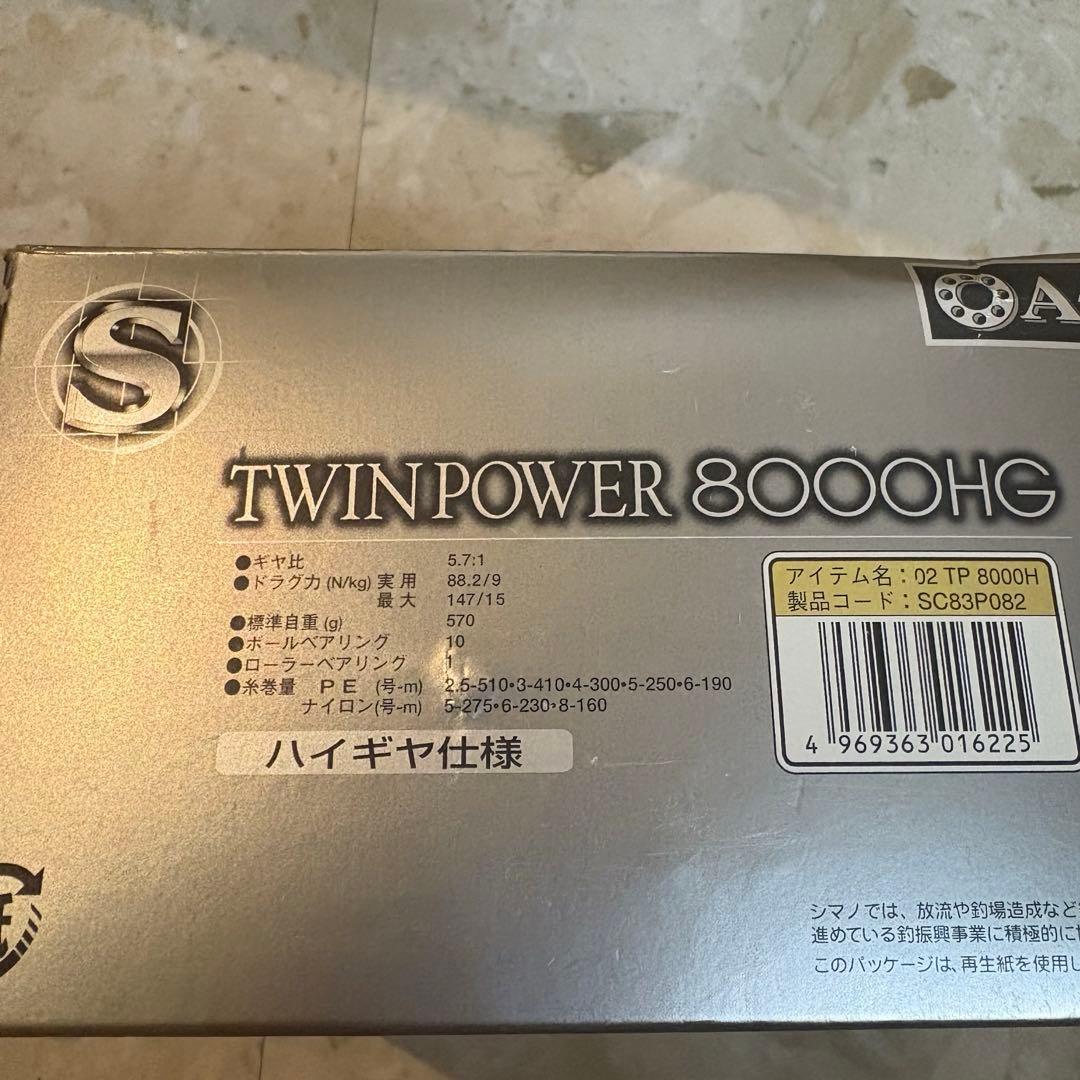 S
TWINPOWER 8000HG
●ギヤ比 5.7:1
●ドラグ力 (N/kg) 実用 88.2/9
最大 147/15
●標準自重 (g) 570
●ボールベアリング 10
●ローラーベアリング 1
●糸巻量 PE (号-m) 2.5-510•3-410•4-300•5-250•6-190
ナイロン(号-m) 5-275•6-230•8-160
ハイギヤ仕様
アイテム名：02 TP 8000H
製品コード：SC83P082
4 969363 016225
シマノでは、放流や釣場造成など
進めている釣振興事業に積極的に
このパッケージは、再生紙を使用し